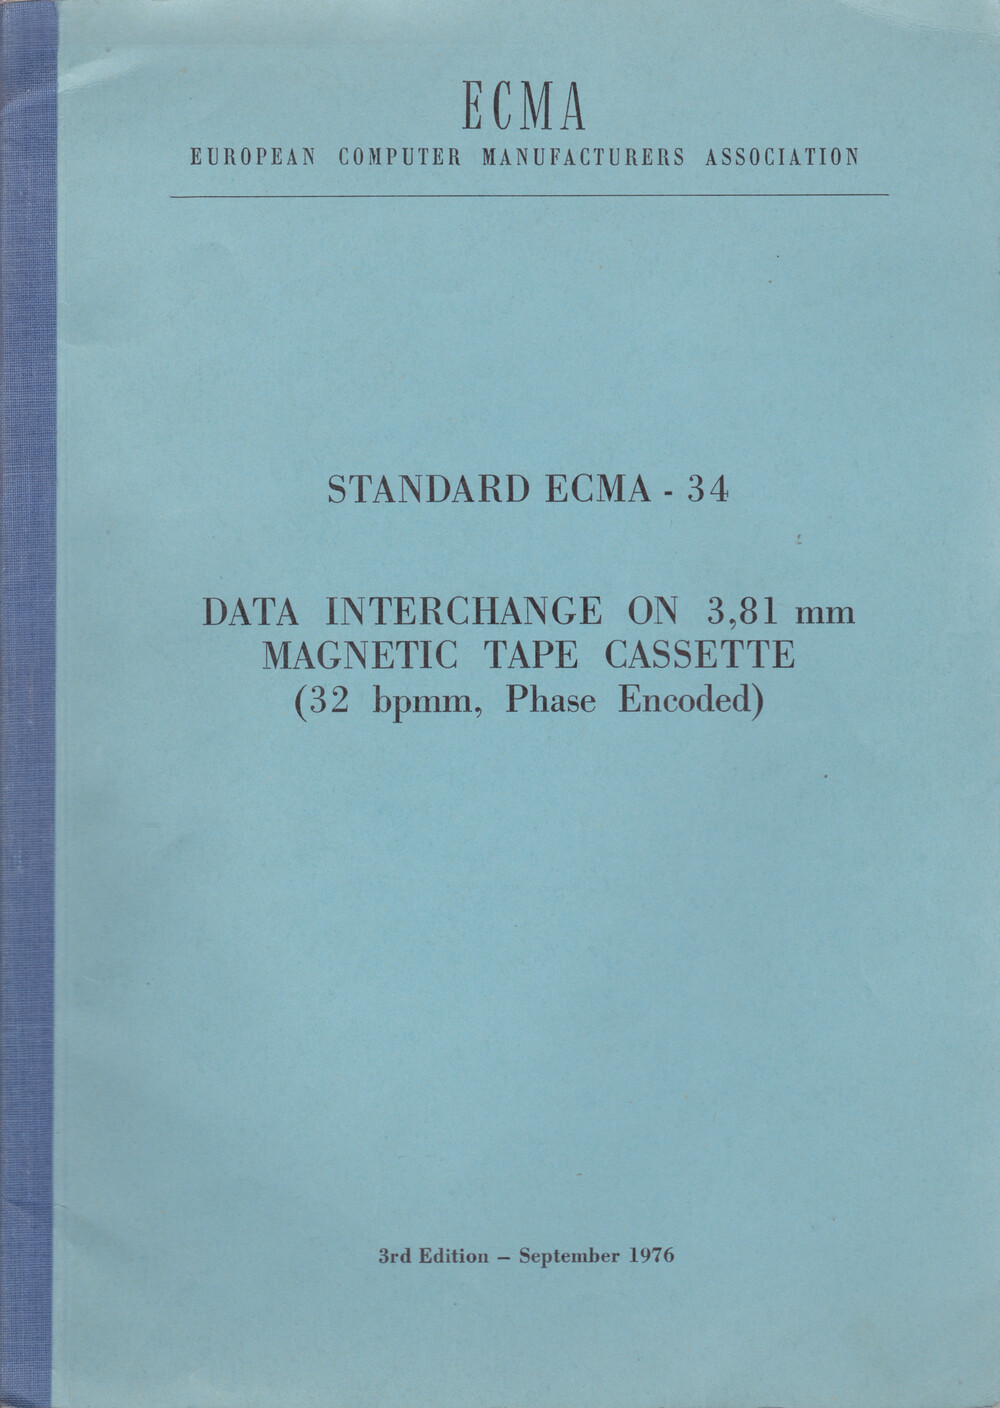 ECMA
EUROPEAN COMPUTER MANUFACTURERS ASSOCIATION
STANDARD ECMA - 34
DATA INTERCHANGE ON 3,81 mm
MAGNETIC TAPE CASSETTE
(32 bpmm, Phase Encoded)
3rd Edition – September 1976